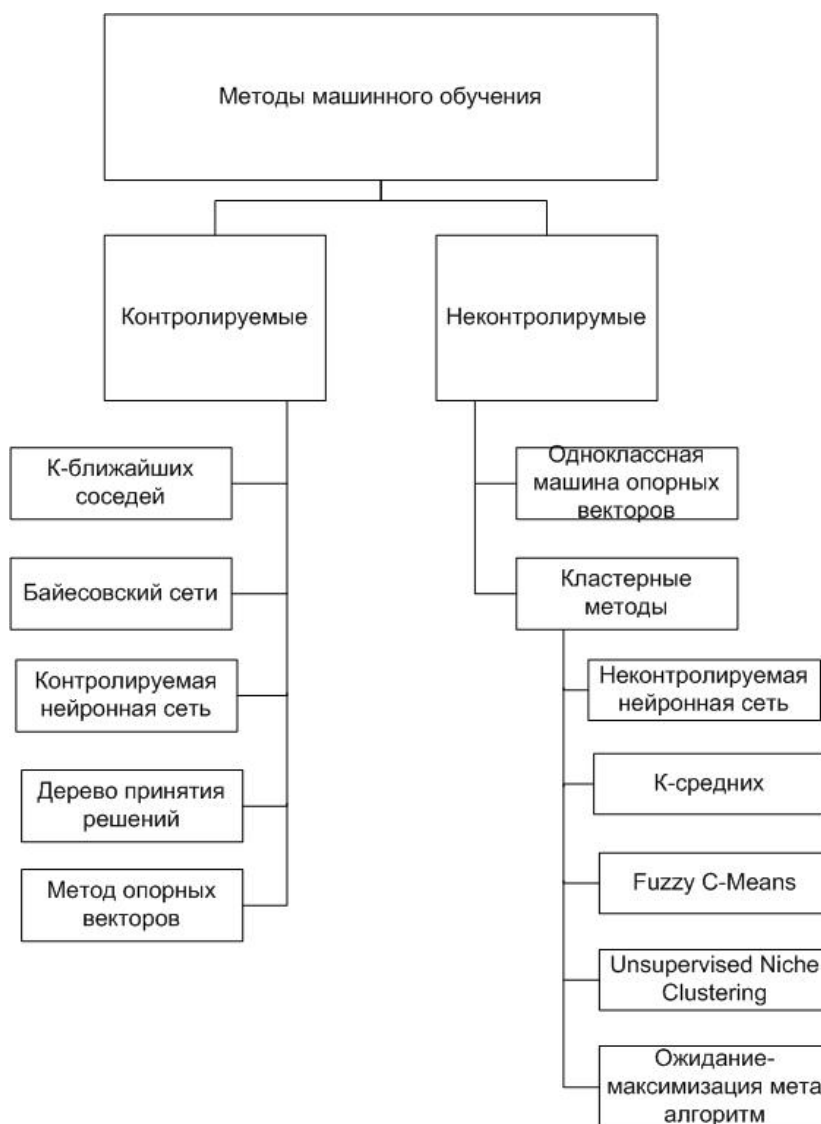 Методы машинного обучения
Контролируемые
Неконтролирумые
К-ближайших
соседей
Байесовский сети
Контролируемая
нейронная сеть
Дерево принятия
решений
Метод опорных
векторов
Одноклассная
машина опорных
векторов
Кластерные
методы
Неконтролируемая
нейронная сеть
К-средних
Fuzzy C-Means
Unsupervised Niche
Clustering
Ожидание-
максимизация мета
алгоритм